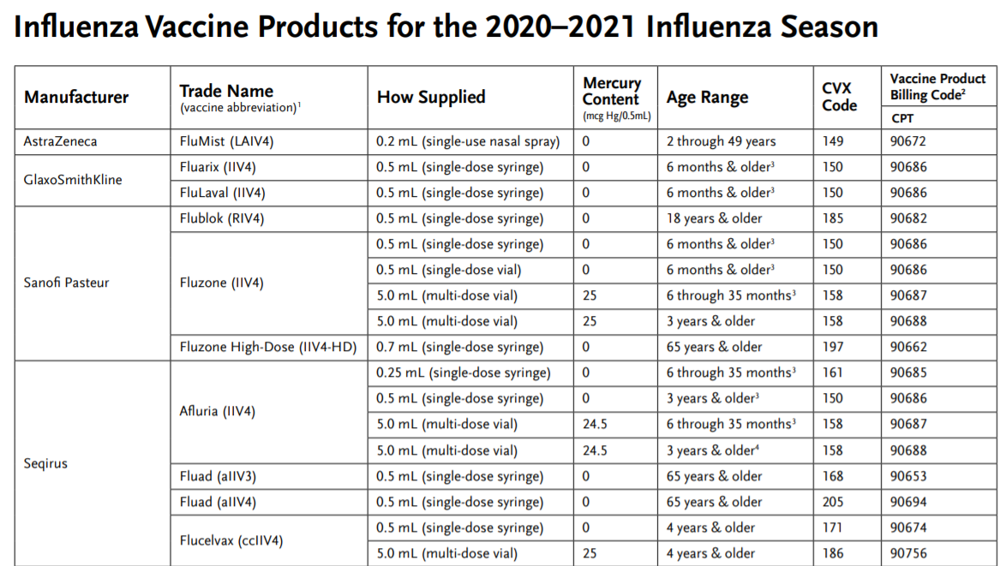 Influenza Vaccine Products for the 2020–2021 Influenza Season
Manufacturer | Trade Name (vaccine abbreviation)¹ | How Supplied | Mercury Content (mcg Hg/0.5mL) | Age Range | CVX Code | Vaccine Product Billing Code² CPT
AstraZeneca | FluMist (LAIV4) | 0.2 mL (single-use nasal spray) | 0 | 2 through 49 years | 149 | 90672
GlaxoSmithKline | Fluarix (IIV4) | 0.5 mL (single-dose syringe) | 0 | 6 months & older³ | 150 | 90686
FluLaval (IIV4) | 0.5 mL (single-dose syringe) | 0 | 6 months & older³ | 150 | 90686
Sanofi Pasteur | Flublok (RIV4) | 0.5 mL (single-dose syringe) | 0 | 18 years & older | 185 | 90682
Fluzone (IIV4) | 0.5 mL (single-dose syringe) | 0 | 6 months & older³ | 150 | 90686
0.5 mL (single-dose vial) | 0 | 6 months & older³ | 150 | 90686
5.0 mL (multi-dose vial) | 25 | 6 through 35 months³ | 158 | 90687
5.0 mL (multi-dose vial) | 25 | 3 years & older | 158 | 90688
Fluzone High-Dose (IIV4-HD) | 0.7 mL (single-dose syringe) | 0 | 65 years & older | 197 | 90662
Seqirus | Afluria (IIV4) | 0.25 mL (single-dose syringe) | 0 | 6 through 35 months³ | 161 | 90685
0.5 mL (single-dose syringe) | 0 | 3 years & older³ | 150 | 90686
5.0 mL (multi-dose vial) | 24.5 | 6 through 35 months³ | 158 | 90687
5.0 mL (multi-dose vial) | 24.5 | 3 years & older⁴ | 158 | 90688
Fluad (aIIV3) | 0.5 mL (single-dose syringe) | 0 | 65 years & older | 168 | 90653
Fluad (aIIV4) | 0.5 mL (single-dose syringe) | 0 | 65 years & older | 205 | 90694
Flucelvax (ccIIV4) | 0.5 mL (single-dose syringe) | 0 | 4 years & older | 171 | 90674
5.0 mL (multi-dose vial) | 25 | 4 years & older | 186 | 90756